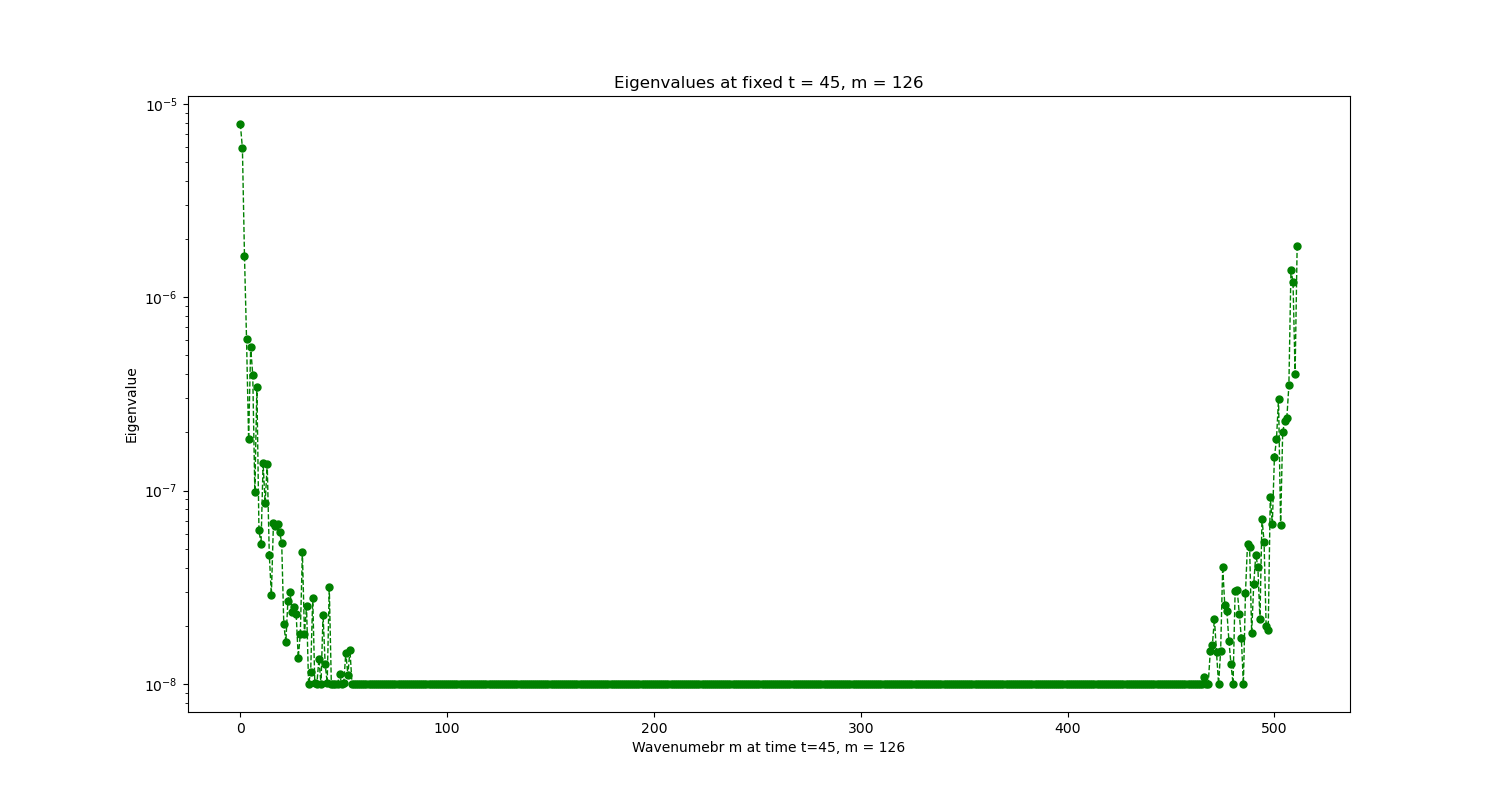 Eigenvalues at fixed t = 45, m = 126
10⁻⁵
10⁻⁶
10⁻⁷
10⁻⁸
Eigenvalue
0 100 200 300 400 500
Wavenumebr m at time t=45, m = 126